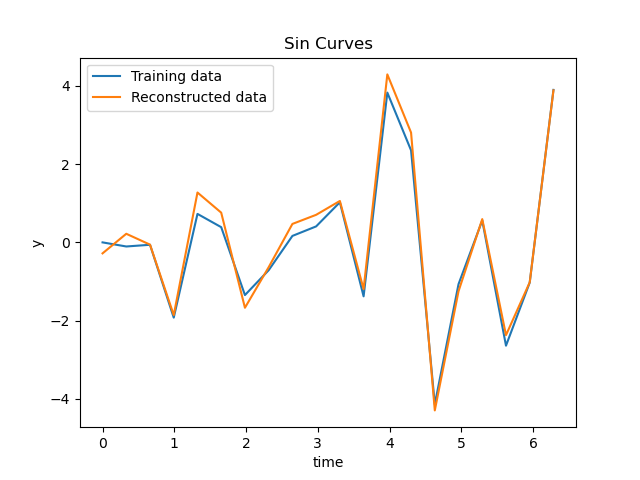 Sin Curves
Training data
Reconstructed data
4
2
0
−2
−4
y
0 1 2 3 4 5 6
time